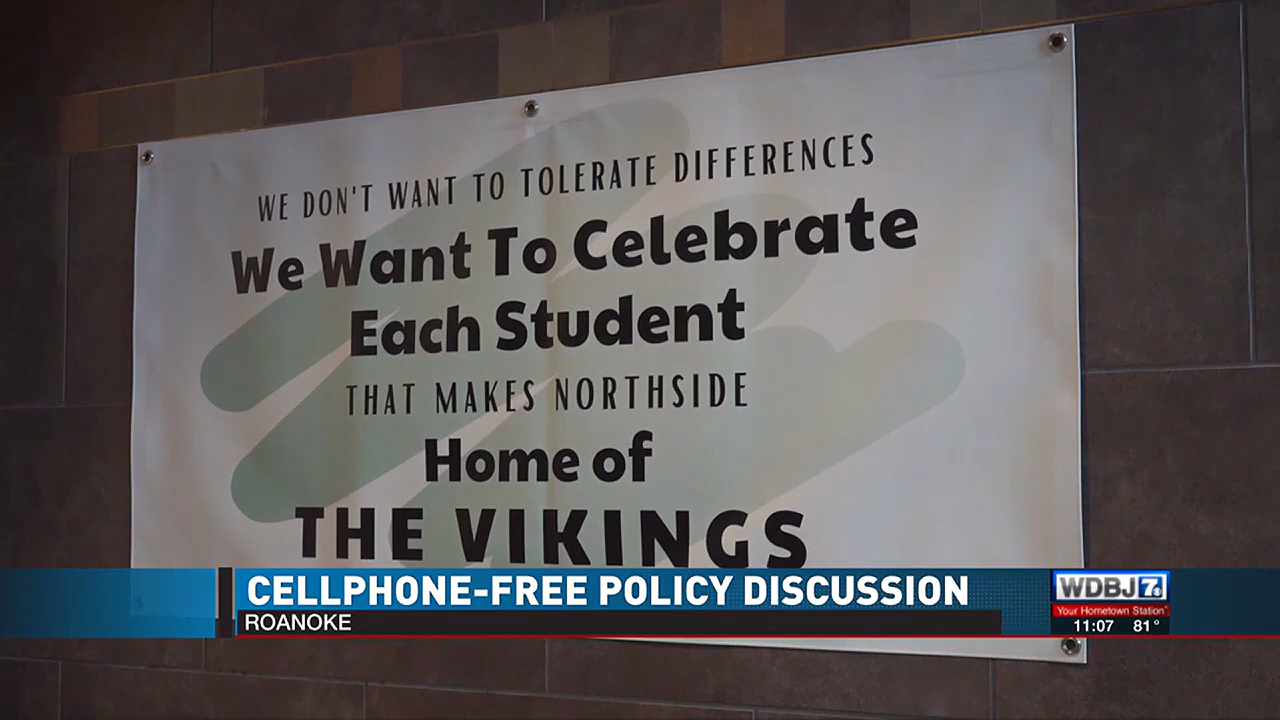 WE DON'T WANT TO TOLERATE DIFFERENCES
We Want To Celebrate
Each Student
THAT MAKES NORTHSIDE
Home of
THE VIKINGS
CELLPHONE-FREE POLICY DISCUSSION
ROANOKE
WDBJ7
Your Hometown Station
11:07 81°